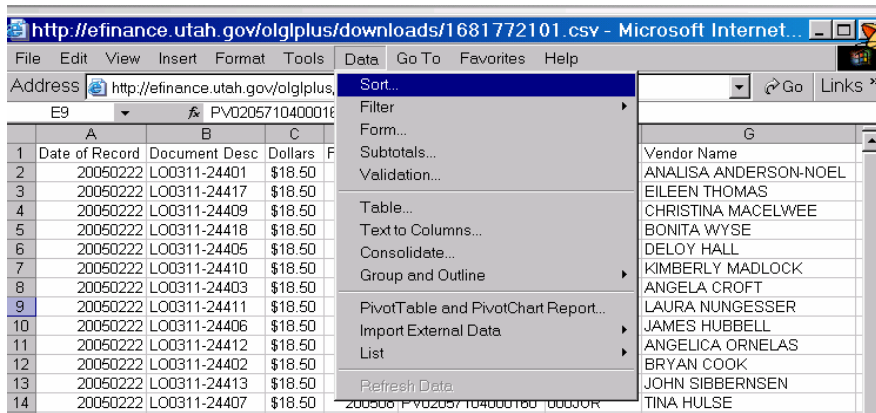 http://efinance.utah.gov/olglplus/downloads/1681772101.csv - Microsoft Internet...
File Edit View Insert Format Tools Data Go To Favorites Help
Address http://efinance.utah.gov/olglplus, Go Links »
E9 fx PV0205710400016
Sort...
Filter
Form...
Subtotals...
Validation...
Table...
Text to Columns...
Consolidate...
Group and Outline
PivotTable and PivotChart Report...
Import External Data
List
Refresh Data
A B C G
1 Date of Record Document Desc Dollars F Vendor Name
2 20050222 LO0311-24401 $18.50 ANALISA ANDERSON-NOEL
3 20050222 LO0311-24417 $18.50 EILEEN THOMAS
4 20050222 LO0311-24409 $18.50 CHRISTINA MACELWEE
5 20050222 LO0311-24418 $18.50 BONITA WYSE
6 20050222 LO0311-24405 $18.50 DELOY HALL
7 20050222 LO0311-24410 $18.50 KIMBERLY MADLOCK
8 20050222 LO0311-24403 $18.50 ANGELA CROFT
9 20050222 LO0311-24411 $18.50 LAURA NUNGESSER
10 20050222 LO0311-24406 $18.50 JAMES HUBBELL
11 20050222 LO0311-24412 $18.50 ANGELICA ORNELAS
12 20050222 LO0311-24402 $18.50 BRYAN COOK
13 20050222 LO0311-24413 $18.50 JOHN SIBBERNSEN
14 20050222 LO0311-24407 $18.50 200508 PV02057104000160 000JUR TINA HULSE